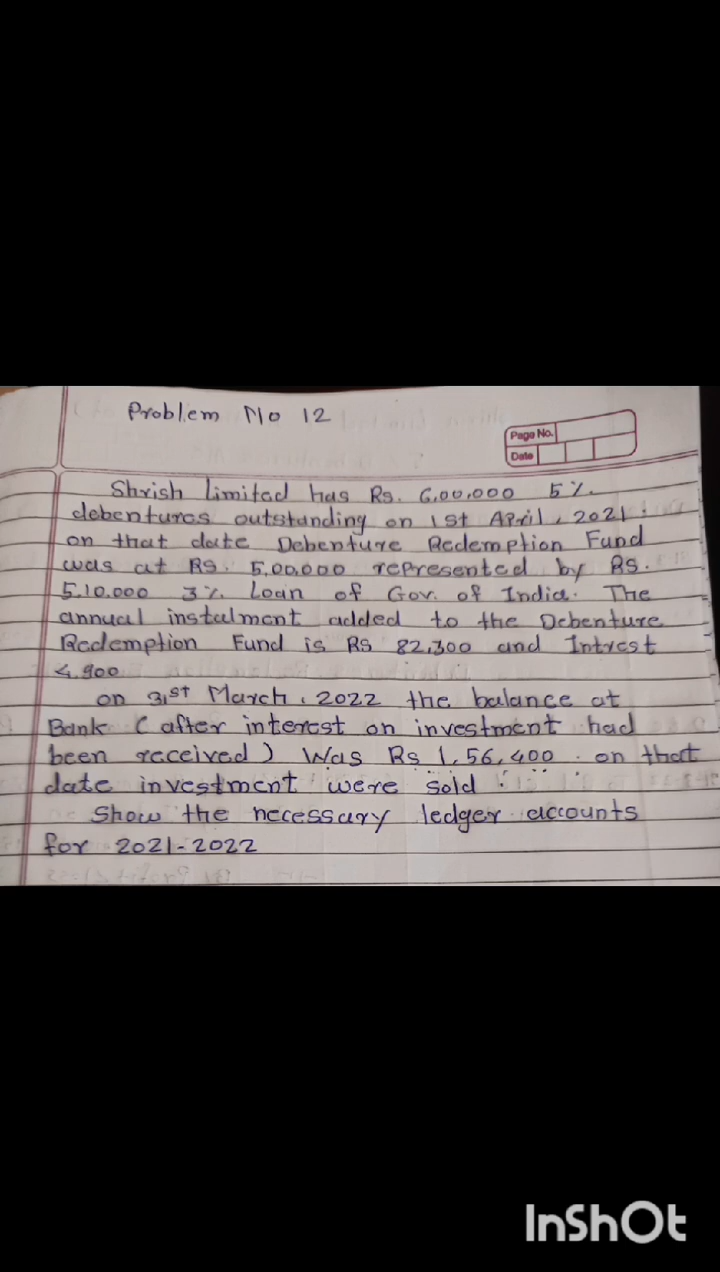 Problem No 12
Page No.
Date
Shrish limited has Rs. 6,00,000 5%.
debentures outstanding on 1st April, 2021.
on that date Debenture Redemption Fund
was at RS. 5,00,000 represented by RS.
5,10,000 3%. Loan of Gov. of India. The
annual instalment added to the Debenture
Redemption Fund is RS 82,300 and Intrest
on 31st March, 2022 the balance at
Bank (after interest on investment had
been received) Was Rs 1,56,400. on that
date investment were sold.
Show the necessary ledger accounts
for 2021-2022
InShOt